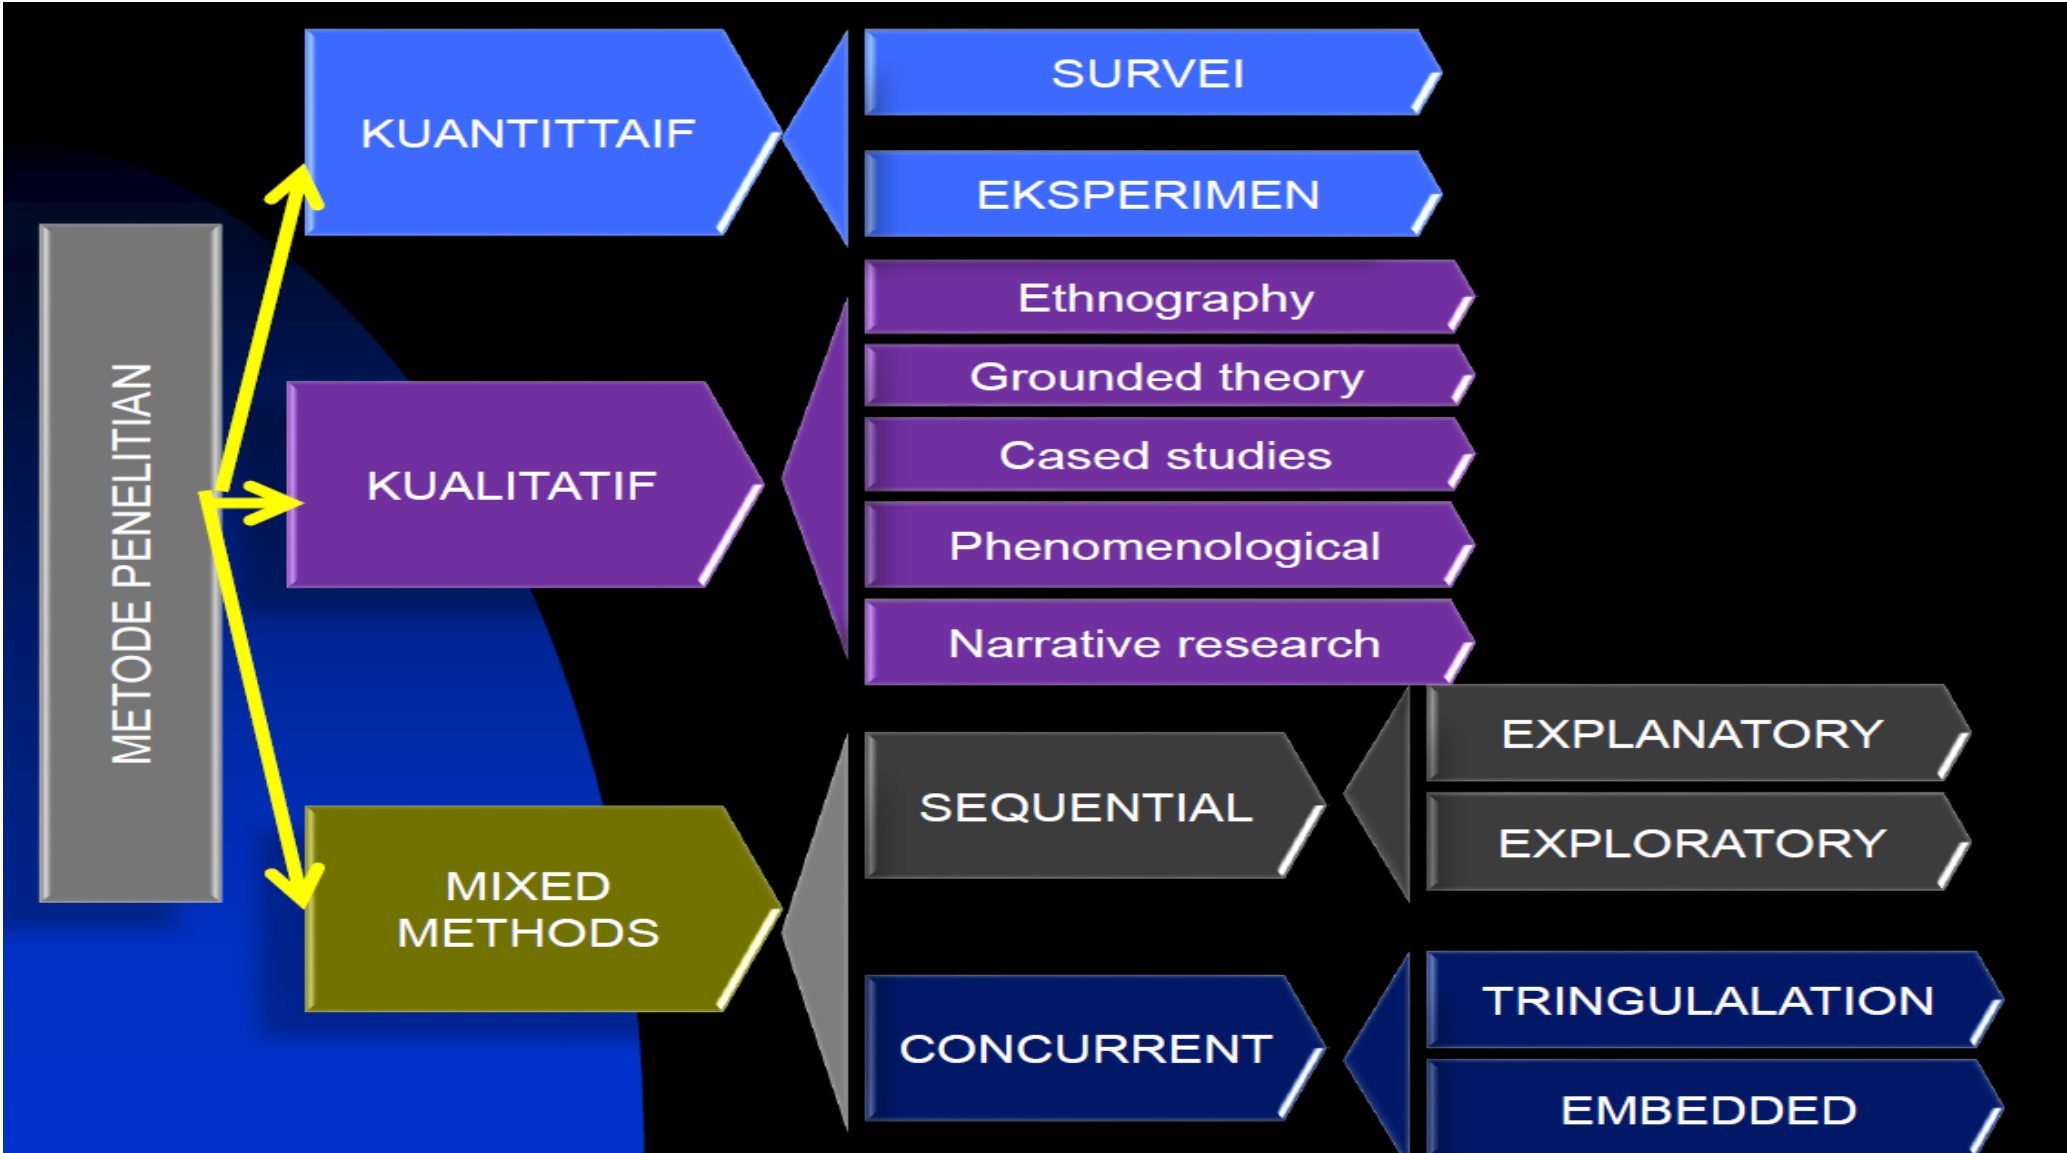 METODE PENELITIAN
KUANTITTAIF
SURVEI
EKSPERIMEN
KUALITATIF
Ethnography
Grounded theory
Cased studies
Phenomenological
Narrative research
MIXED
METHODS
SEQUENTIAL
EXPLANATORY
EXPLORATORY
CONCURRENT
TRINGULALATION
EMBEDDED